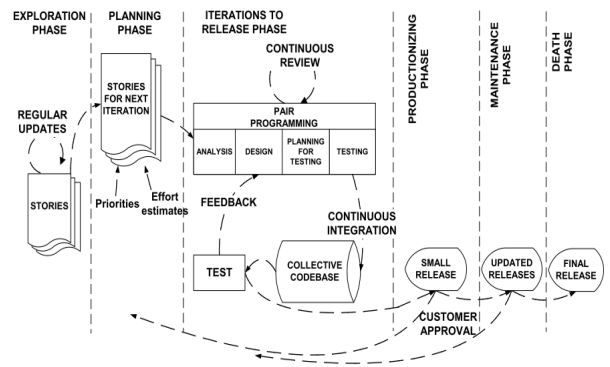 EXPLORATION
PHASE
PLANNING
PHASE
ITERATIONS TO
RELEASE PHASE
PRODUCTIONIZING
PHASE
MAINTENANCE
PHASE
DEATH
PHASE
CONTINUOUS
REVIEW
REGULAR
UPDATES
STORIES
STORIES
FOR NEXT
ITERATION
Priorities
Effort
estimates
PAIR
PROGRAMMING
ANALYSIS
DESIGN
PLANNING
FOR
TESTING
TESTING
FEEDBACK
CONTINUOUS
INTEGRATION
TEST
COLLECTIVE
CODEBASE
SMALL
RELEASE
UPDATED
RELEASES
FINAL
RELEASE
CUSTOMER
APPROVAL